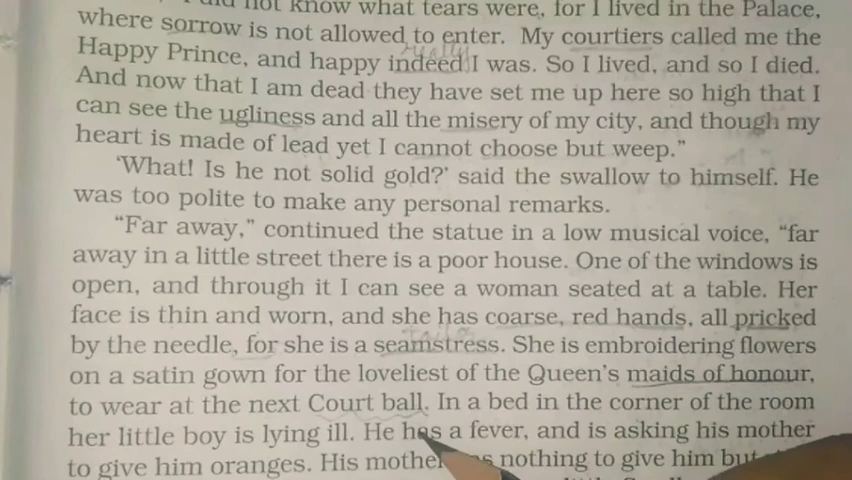 not know what tears were, for I lived in the Palace,
where sorrow is not allowed to enter. My courtiers called me the
really
Happy Prince, and happy indeed I was. So I lived, and so I died.
And now that I am dead they have set me up here so high that I
can see the ugliness and all the misery of my city, and though my
heart is made of lead yet I cannot choose but weep.”
‘What! Is he not solid gold?’ said the swallow to himself. He
was too polite to make any personal remarks.
“Far away,” continued the statue in a low musical voice, “far
away in a little street there is a poor house. One of the windows is
open, and through it I can see a woman seated at a table. Her
face is thin and worn, and she has coarse, red hands, all pricked
tailor
by the needle, for she is a seamstress. She is embroidering flowers
on a satin gown for the loveliest of the Queen’s maids of honour,
to wear at the next Court ball. In a bed in the corner of the room
her little boy is lying ill. He has a fever, and is asking his mother
to give him oranges. His mother nothing to give him but